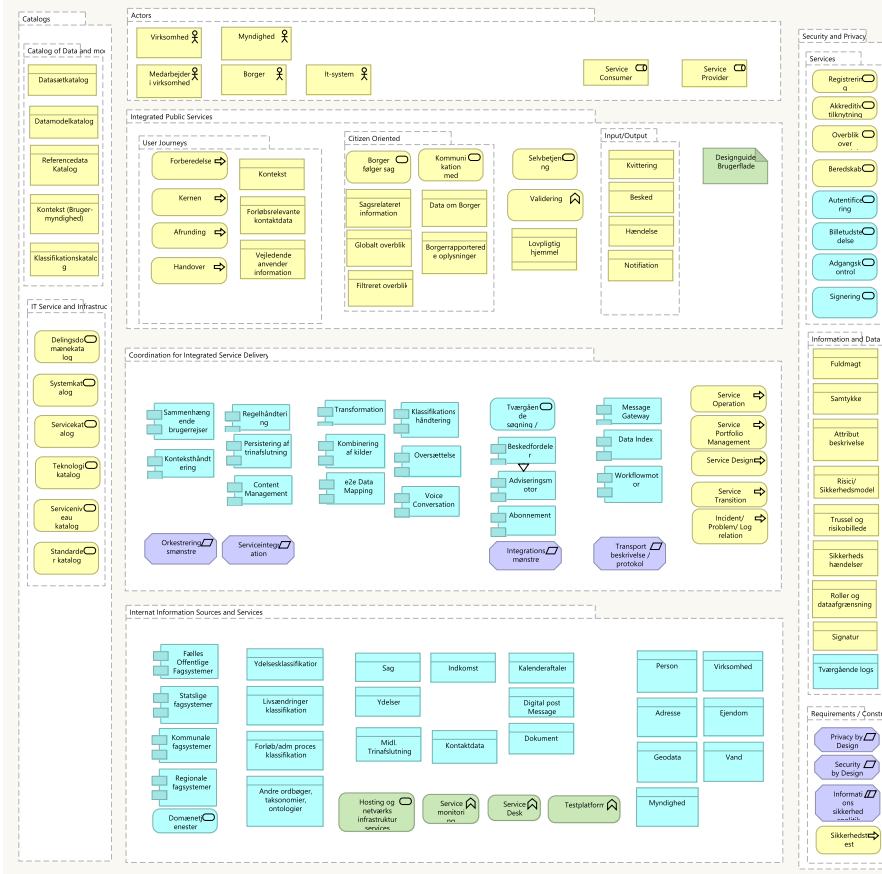 Catalogs
Catalog of Data and mo
Datasætkatalog
Datamodelkatalog
Referencedata
Katalog
Kontekst (Bruger-
myndighed)
Klassifikationskatalo
g
IT Service and Infrastruc
Delingsdo
mænekata
log
Systemkat
alog
Servicekat
alog
Teknologi
katalog
Serviceniv
eau
katalog
Standarde
r katalog
Actors
Virksomhed
Myndighed
Medarbejder
i virksomhed
Borger
It-system
Service
Consumer
Service
Provider
Integrated Public Services
User Journeys
Forberedelse
Kernen
Afrunding
Handover
Kontekst
Forløbsrelevante
kontaktdata
Vejledende
anvender
information
Citizen Oriented
Borger
følger sag
Kommuni
kation
med
Sagsrelateret
information
Data om Borger
Globalt overblik
Borgerrapportered
e oplysninger
Filtreret overblik
Selvbetjeni
ng
Validering
Lovpligtig
hjemmel
Input/Output
Kvittering
Besked
Hændelse
Notifiation
Designguide
Brugerflade
Coordination for Integrated Service Delivery
Sammenhæng
ende
brugerrejser
Regelhåndteri
ng
Konteksthånd
tering
Persistering af
trinafslutning
Content
Management
Transformation
Kombinering
af kilder
e2e Data
Mapping
Klassifikations
håndtering
Oversættelse
Voice
Conversation
Tværgåen
de
søgning /
Beskedfordele
r
Adviseringsm
otor
Abonnement
Message
Gateway
Data Index
Workflowmot
or
Service
Operation
Service
Portfolio
Management
Service Design
Service
Transition
Incident/
Problem/ Log
relation
Orkestrering
smønstre
Serviceintegr
ation
Integrations
mønstre
Transport
beskrivelse /
protokol
Internat Information Sources and Services
Fælles
Offentlige
Fagsystemer
Statslige
fagsystemer
Kommunale
fagsystemer
Regionale
fagsystemer
Domænetj
enester
Ydelsesklassifikation
Livsændringer
klassifikation
Forløb/adm proces
klassifikation
Andre ordbøger,
taksonomier,
ontologier
Sag
Indkomst
Kalenderaftaler
Ydelser
Digital post
Message
Midl.
Trinafslutning
Kontaktdata
Dokument
Hosting og
netværks
infrastruktur
services
Service
monitori
ng
Service
Desk
Testplatform
Person
Virksomhed
Adresse
Ejendom
Geodata
Vand
Myndighed
Security and Privacy
Services
Registrerin
g
Akkreditiv
tilknytning
Overblik
over
Beredskab
Autentifice
ring
Billetudste
delse
Adgangsk
ontrol
Signering
Information and Data
Fuldmagt
Samtykke
Attribut
beskrivelse
Risici/
Sikkerhedsmodel
Trussel og
risikobillede
Sikkerheds
hændelser
Roller og
dataafgrænsning
Signatur
Tværgående logs
Requirements / Constr
Privacy by
Design
Security
by Design
Informati
ons
sikkerhed
Sikkerhedst
est